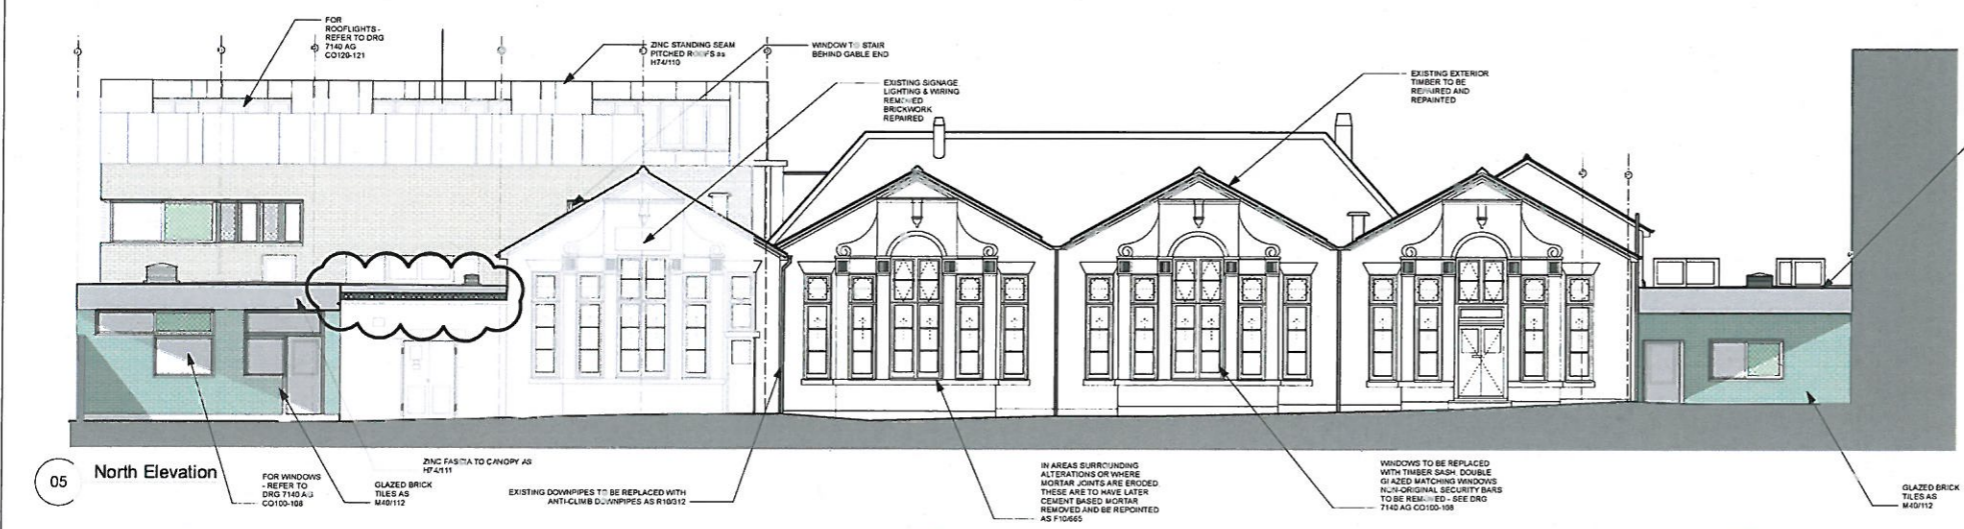 FOR
ROOFLIGHTS -
REFER TO DRG
7140 AG
CO120-121
ZINC STANDING SEAM
PITCHED ROOFS as
H74/110
WINDOW TO STAIR
BEHIND GABLE END
EXISTING SIGNAGE
LIGHTING & WIRING
REMOVED
BRICKWORK
REPAIRED
EXISTING EXTERIOR
TIMBER TO BE
REPAIRED AND
REPAINTED
05
North Elevation
FOR WINDOWS
- REFER TO
DRG 7140 AG
CO100-108
GLAZED BRICK
TILES AS
M40/112
ZINC FASCIA TO CANOPY AS
H74/111
EXISTING DOWNPIPES TO BE REPLACED WITH
ANTI-CLIMB DOWNPIPES AS R10/312
IN AREAS SURROUNDING
ALTERATIONS OR WHERE
MORTAR JOINTS ARE ERODED
THESE ARE TO HAVE LATER
CEMENT BASED MORTAR
REMOVED AND BE REPOINTED
AS F10/665
WINDOWS TO BE REPLACED
WITH TIMBER SASH DOUBLE
GLAZED MATCHING WINDOWS
NON-ORIGINAL SECURITY BARS
TO BE REMOVED - SEE DRG
7140 AG CO100-108
GLAZED BRICK
TILES AS
M40/112